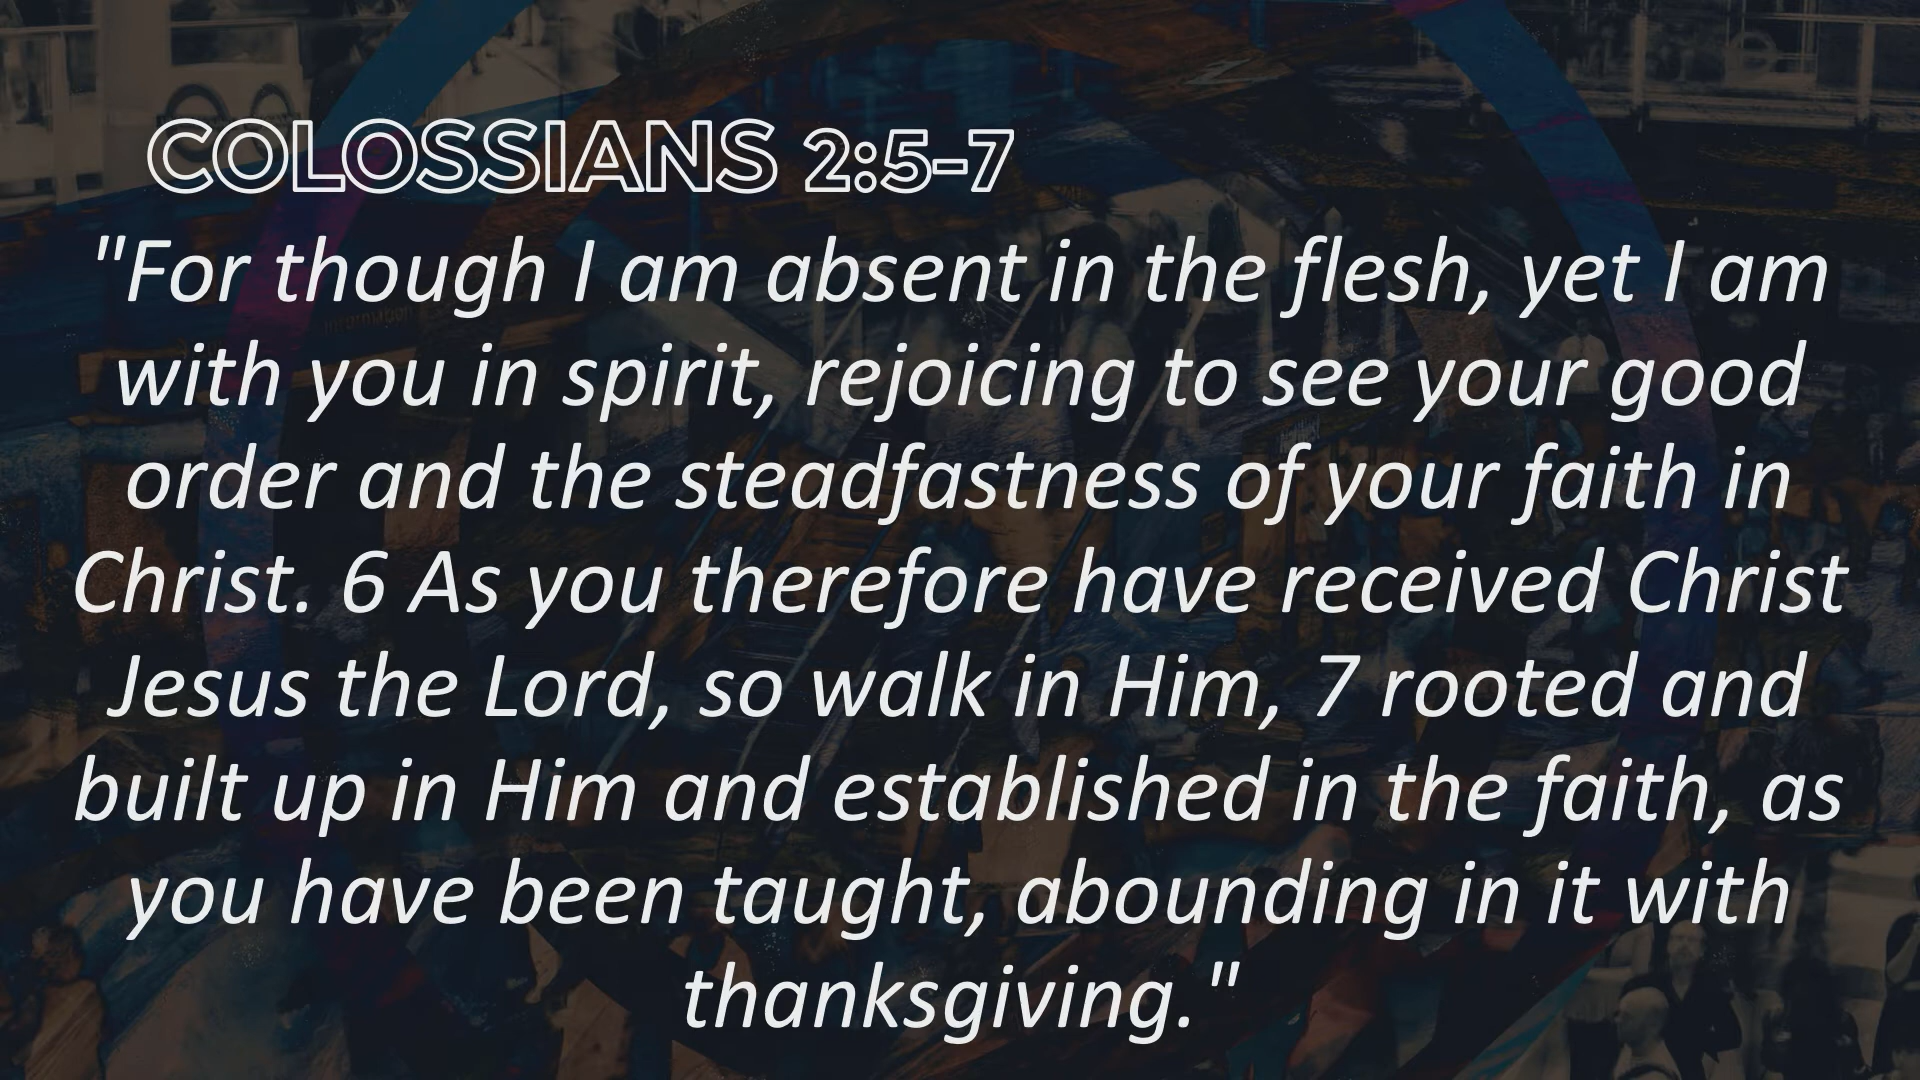 COLOSSIANS 2:5-7
"For though I am absent in the flesh, yet I am
with you in spirit, rejoicing to see your good
order and the steadfastness of your faith in
Christ. 6 As you therefore have received Christ
Jesus the Lord, so walk in Him, 7 rooted and
built up in Him and established in the faith, as
you have been taught, abounding in it with
thanksgiving."